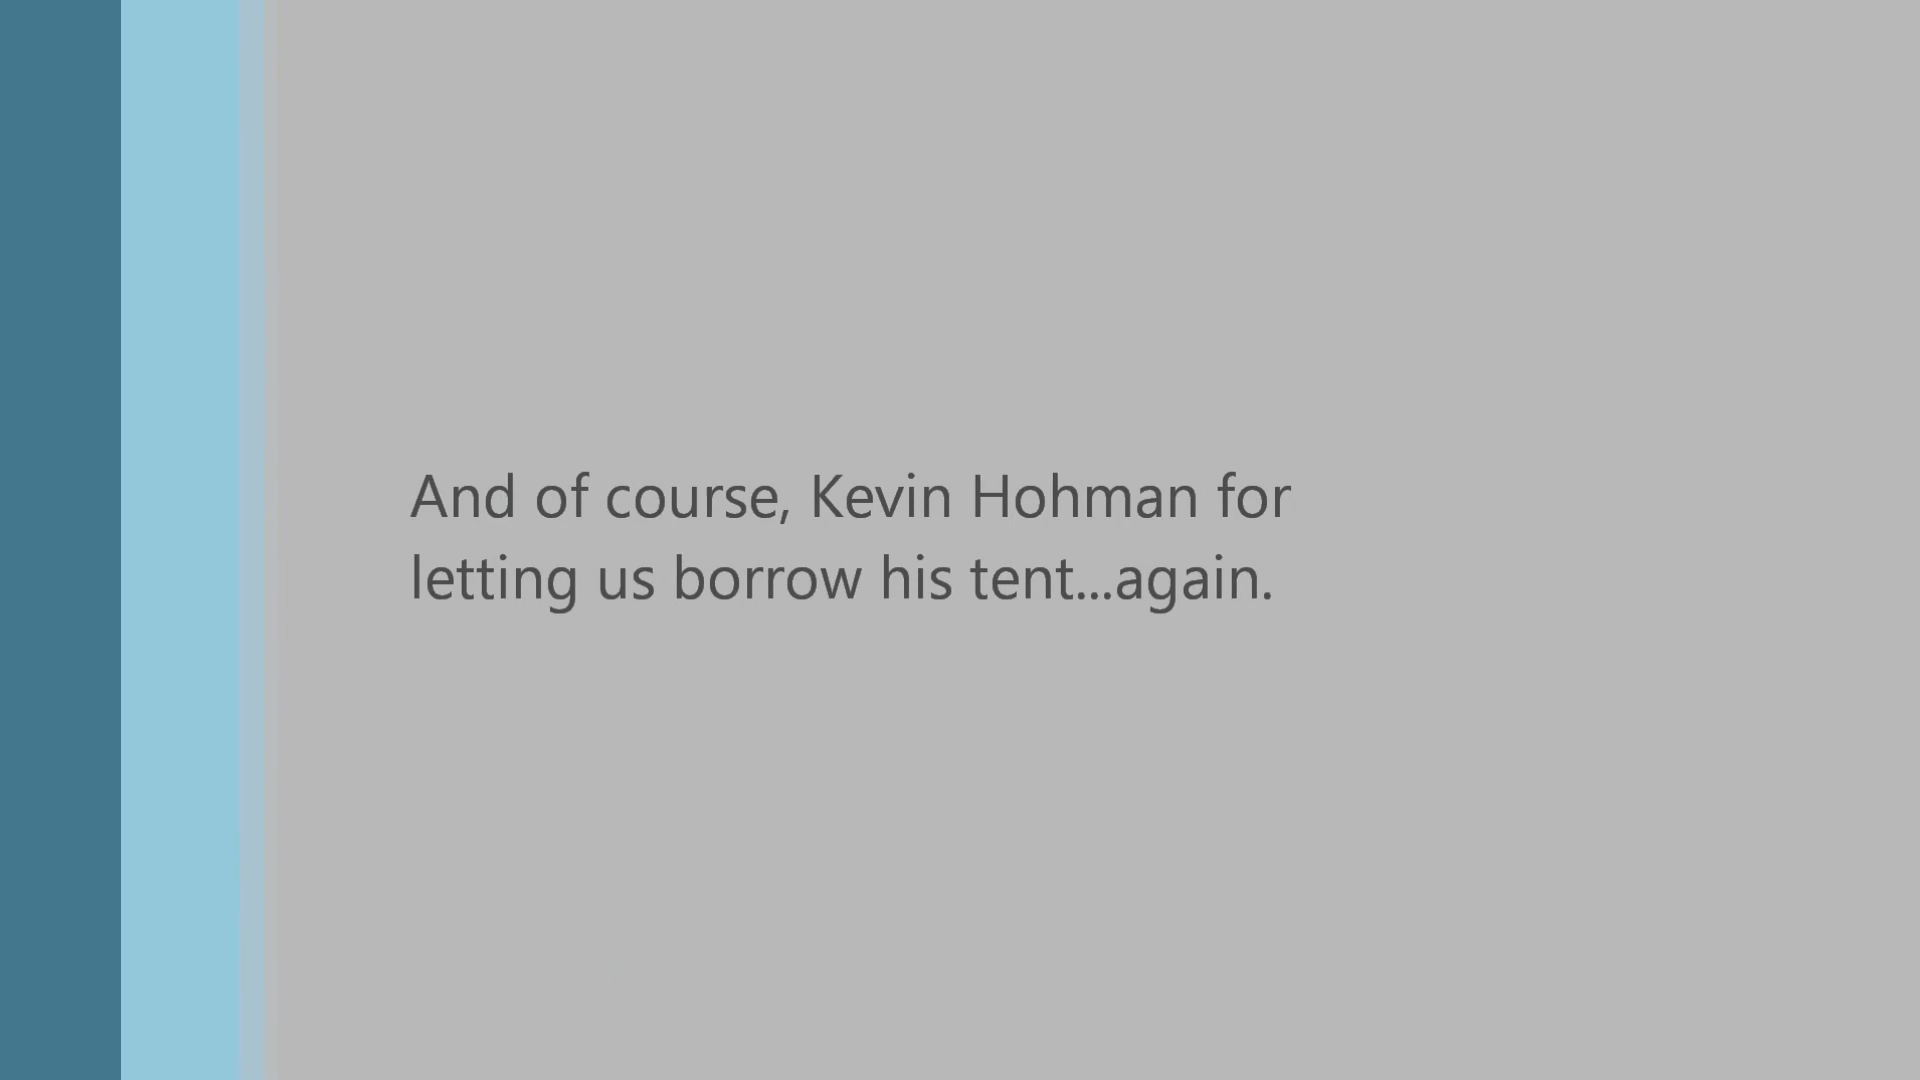 And of course, Kevin Hohman for
letting us borrow his tent...again.